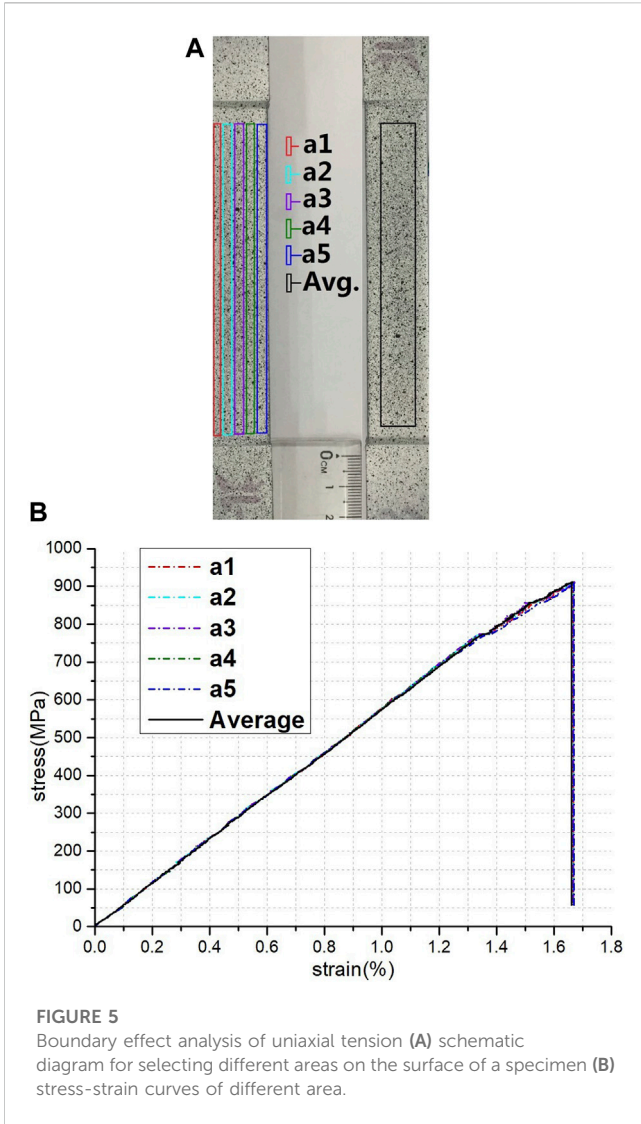 A
a1
a2
a3
a4
a5
Avg.
0
CM
1
2
B
1000
900
800
700
600
500
400
300
200
100
0
stress(MPa)
a1
a2
a3
a4
a5
Average
0.0 0.2 0.4 0.6 0.8 1.0 1.2 1.4 1.6 1.8
strain(%)
FIGURE 5
Boundary effect analysis of uniaxial tension (A) schematic
diagram for selecting different areas on the surface of a specimen (B)
stress-strain curves of different area.